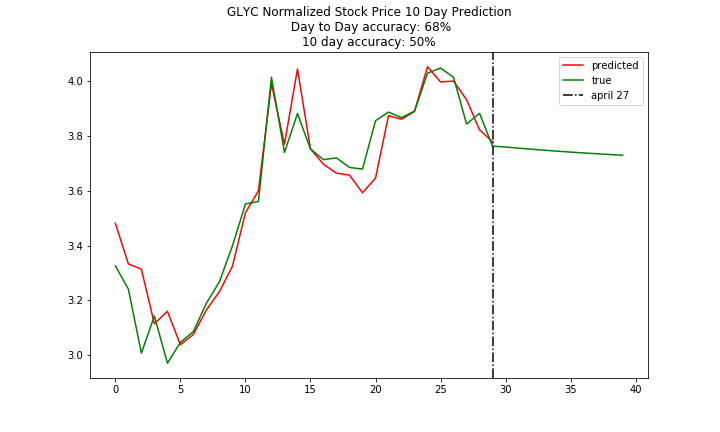 GLYC Normalized Stock Price 10 Day Prediction
Day to Day accuracy: 68%
10 day accuracy: 50%
predicted
true
april 27
4.0
3.8
3.6
3.4
3.2
3.0
0 5 10 15 20 25 30 35 40